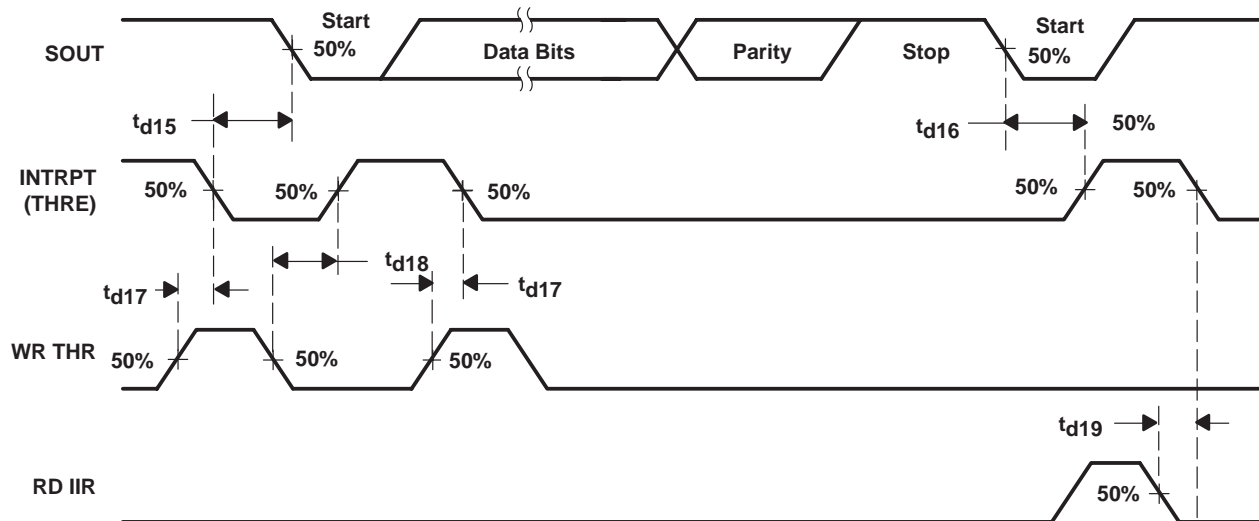 Start
Start
SOUT
50%
Data Bits
Parity
Stop
50%
td15
td16
50%
INTRPT
(THRE)
50%
50%
50%
50%
50%
td18
td17
td17
WR THR
50%
50%
50%
td19
RD IIR
50%